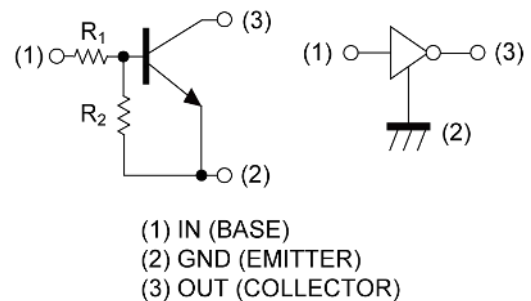 (3)
(3)
R1
(1)
(1)
R2
(2)
(2)
(1) IN (BASE)
(2) GND (EMITTER)
(3) OUT (COLLECTOR)